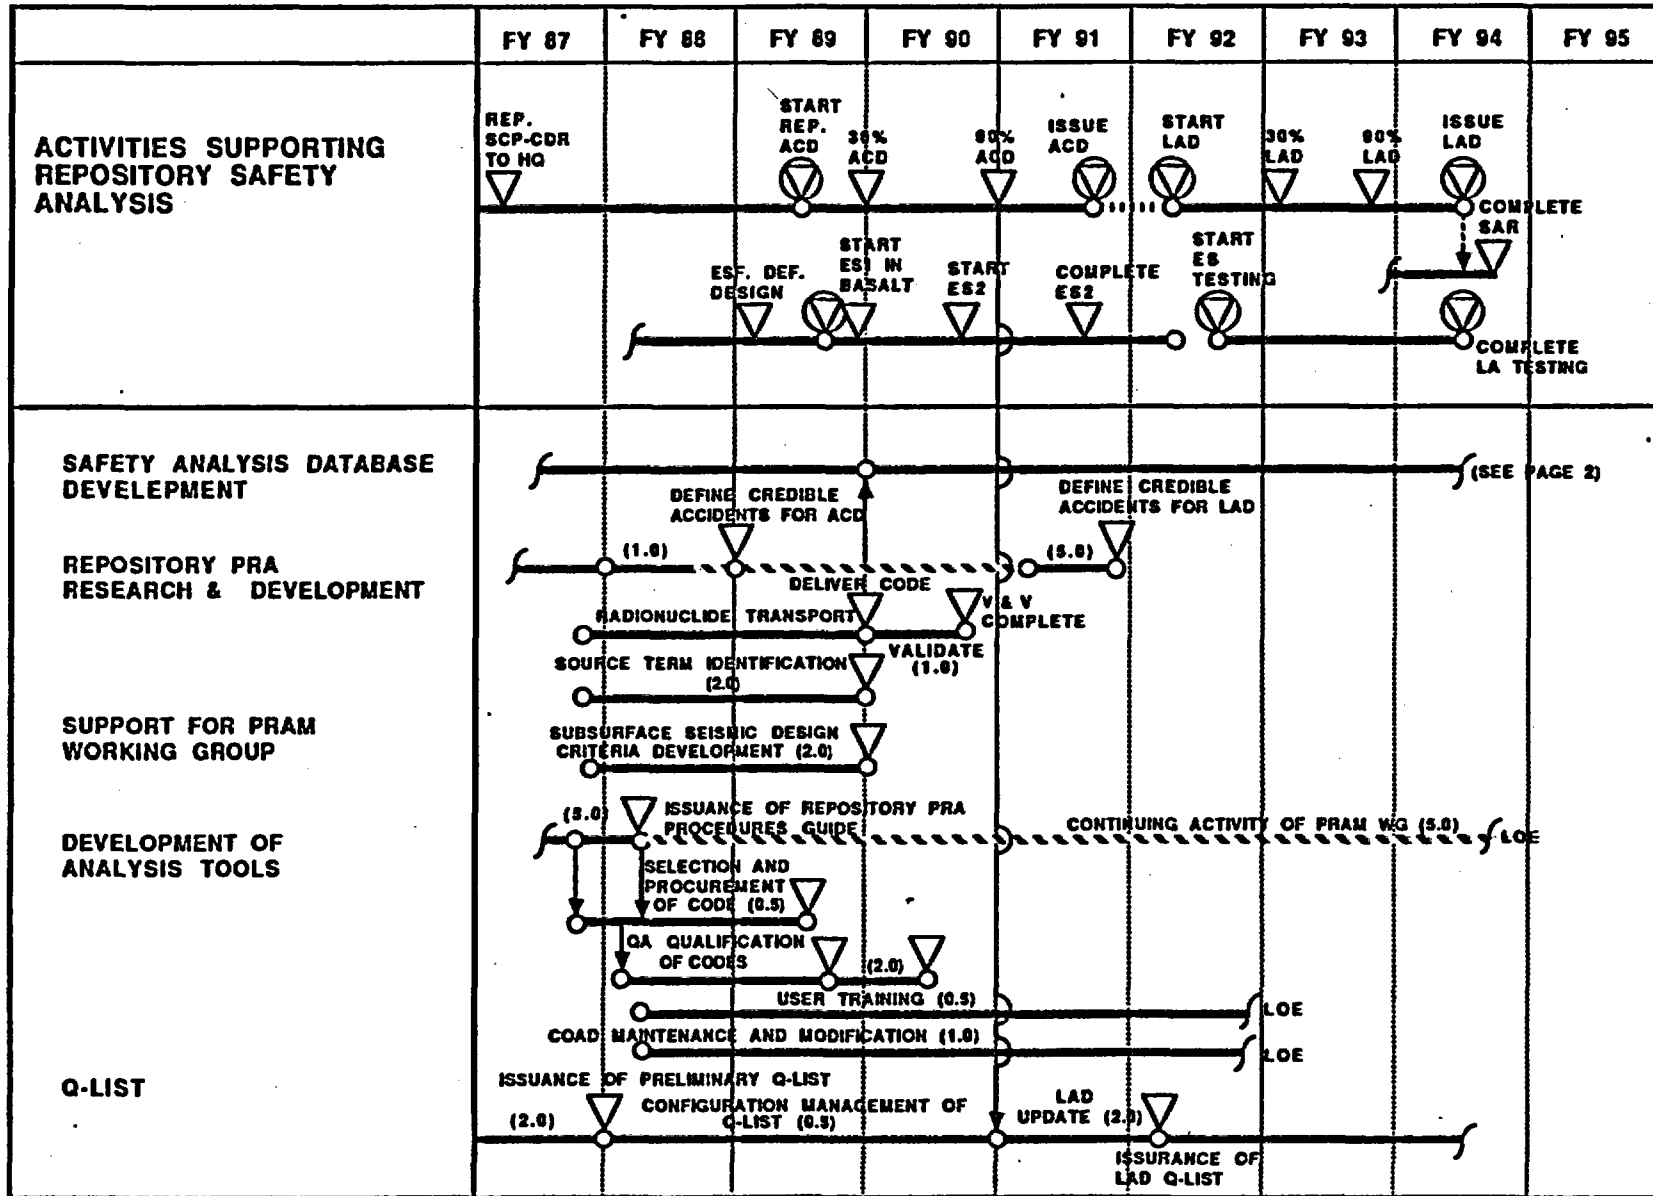 FY 87 FY 88 FY 89 FY 90 FY 91 FY 92 FY 93 FY 94 FY 95
ACTIVITIES SUPPORTING
REPOSITORY SAFETY
ANALYSIS
REP.
SCP-CDR
TO HQ
START
REP.
ACD
30%
ACD
90%
ACD
ISSUE
ACD
START
LAD
30%
LAD
90%
LAD
ISSUE
LAD
COMPLETE
SAR
ESF. DEF.
DESIGN
START
ES1 IN
BASALT
START
ES2
COMPLETE
ES2
START
ES
TESTING
COMPLETE
LA TESTING
SAFETY ANALYSIS DATABASE
DEVELEPMENT
(SEE PAGE 2)
DEFINE CREDIBLE
ACCIDENTS FOR ACD
DEFINE CREDIBLE
ACCIDENTS FOR LAD
REPOSITORY PRA
RESEARCH & DEVELOPMENT
(1.0)
(5.0)
DELIVER CODE
RADIONUCLIDE TRANSPORT
V & V
COMPLETE
VALIDATE
(1.0)
SOURCE TERM IDENTIFICATION
(2.0)
SUPPORT FOR PRAM
WORKING GROUP
SUBSURFACE SEISMIC DESIGN
CRITERIA DEVELOPMENT (2.0)
DEVELOPMENT OF
ANALYSIS TOOLS
(5.0)
ISSUANCE OF REPOSITORY PRA
PROCEDURES GUIDE
CONTINUING ACTIVITY OF PRAM WG (5.0)
LOE
SELECTION AND
PROCUREMENT
OF CODE (0.5)
QA QUALIFICATION
OF CODES
(2.0)
USER TRAINING (0.5)
LOE
COAD MAINTENANCE AND MODIFICATION (1.0)
LOE
Q-LIST
ISSUANCE OF PRELIMINARY Q-LIST
(2.0)
CONFIGURATION MANAGEMENT OF
Q-LIST (0.5)
LAD
UPDATE (2.0)
ISSURANCE OF
LAD Q-LIST